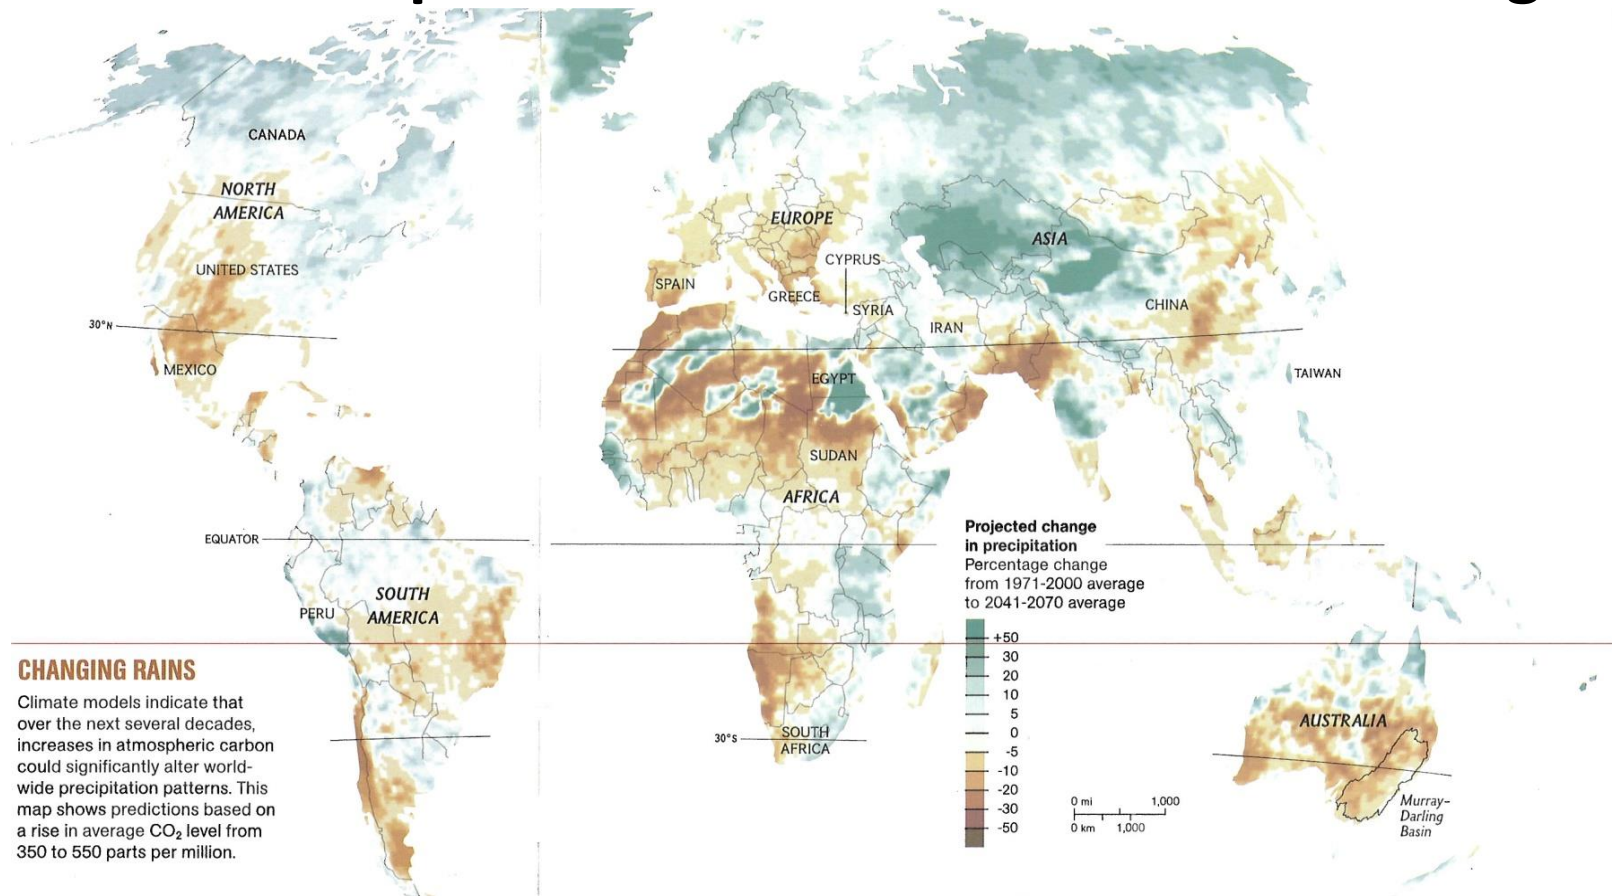 CANADA
NORTH
AMERICA
UNITED STATES
30°N
MEXICO
EQUATOR
SOUTH
AMERICA
PERU
EUROPE
ASIA
CYPRUS
SPAIN
GREECE
SYRIA
IRAN
CHINA
TAIWAN
EGYPT
SUDAN
AFRICA
30°S
SOUTH
AFRICA
AUSTRALIA
Murray-
Darling
Basin
Projected change
in precipitation
Percentage change
from 1971-2000 average
to 2041-2070 average
+50
30
20
10
5
0
-5
-10
-20
-30
-50
0 mi 1,000
0 km 1,000
CHANGING RAINS
Climate models indicate that
over the next several decades,
increases in atmospheric carbon
could significantly alter world-
wide precipitation patterns. This
map shows predictions based on
a rise in average CO₂ level from
350 to 550 parts per million.